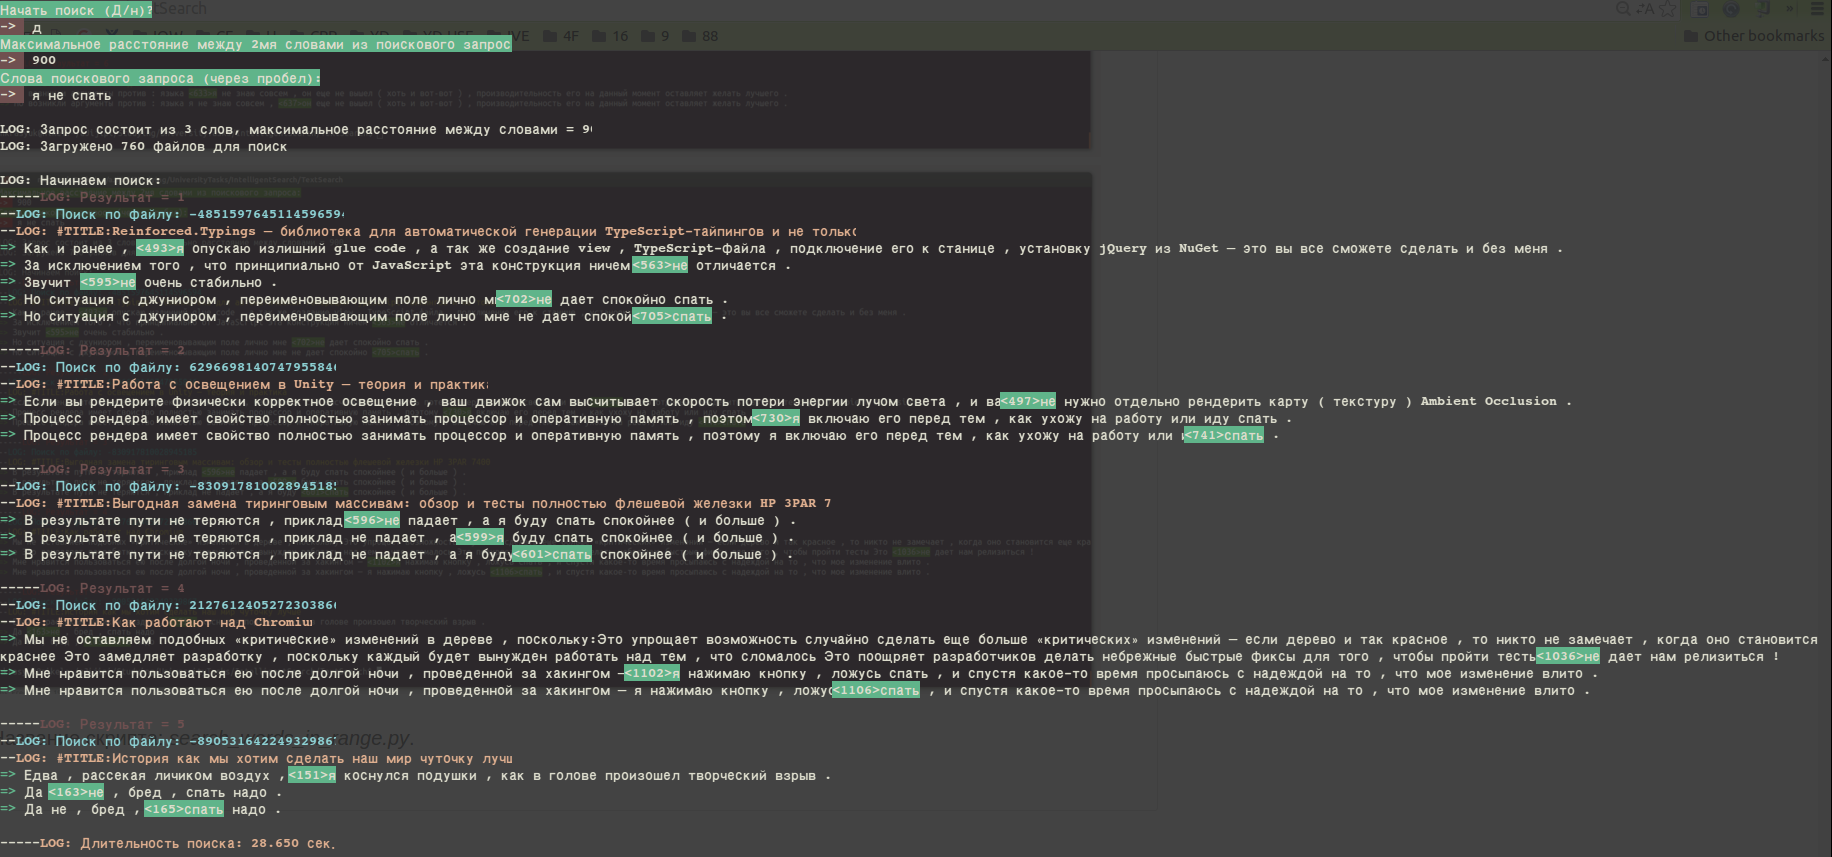 Начать поиск (Д/н)?
-> д
Максимальное расстояние между 2мя словами из поискового запрос
-> 900
Слова поискового запроса (через пробел):
-> я не спать
LOG: Запрос состоит из 3 слов, максимальное расстояние между словами = 9
LOG: Загружено 760 файлов для поиск
LOG: Начинаем поиск:
-----LOG: Результат = 1
--LOG: Поиск по файлу: -485159764511459659
--LOG: #TITLE:Reinforced.Typings — библиотека для автоматической генерации TypeScript-тайпингов и не только
=> Как и ранее , <493>я опускаю излишний glue code , а так же создание view , TypeScript-файла , подключение его к станице , установку jQuery из NuGet — это вы все сможете сделать и без меня .
=> За исключением того , что принципиально от JavaScript эта конструкция ничем<563>не отличается .
=> Звучит <595>не очень стабильно .
=> Но ситуация с джуниором , переименовывающим поле лично м<702>не дает спокойно спать .
=> Но ситуация с джуниором , переименовывающим поле лично мне не дает спокой<705>спать .
-----LOG: Результат = 2
--LOG: Поиск по файлу: 629669814074795584
--LOG: #TITLE:Работа с освещением в Unity — теория и практик
=> Если вы рендерите физически корректное освещение , ваш движок сам высчитывает скорость потери энергии лучом света , и ва<497>не нужно отдельно рендерить карту ( текстуру ) Ambient Occlusion .
=> Процесс рендера имеет свойство полностью занимать процессор и оперативную память , поэтом<730>я включаю его перед тем , как ухожу на работу или иду спать .
=> Процесс рендера имеет свойство полностью занимать процессор и оперативную память , поэтому я включаю его перед тем , как ухожу на работу или <741>спать .
-----LOG: Результат = 3
--LOG: Поиск по файлу: -830917810028945185
--LOG: #TITLE:Выгодная замена тиринговым массивам: обзор и тесты полностью флешевой железки HP 3PAR 7
=> В результате пути не теряются , приклад<596>не падает , а я буду спать спокойнее ( и больше ) .
=> В результате пути не теряются , приклад не падает , а<599>я буду спать спокойнее ( и больше ) .
=> В результате пути не теряются , приклад не падает , а я буду<601>спать спокойнее ( и больше ) .
-----LOG: Результат = 4
--LOG: Поиск по файлу: 212761240527230386
--LOG: #TITLE:Как работают над Chromiu
=> Мы не оставляем подобных «критические» изменений в дереве , поскольку:Это упрощает возможность случайно сделать еще больше «критических» изменений — если дерево и так красное , то никто не замечает , когда оно становится
краснее Это замедляет разработку , поскольку каждый будет вынужден работать над тем , что сломалось Это поощряет разработчиков делать небрежные быстрые фиксы для того , чтобы пройти тесть<1036>не дает нам релизиться !
=> Мне нравится пользоваться ею после долгой ночи , проведенной за хакингом —<1102>я нажимаю кнопку , ложусь спать , и спустя какое-то время просыпаюсь с надеждой на то , что мое изменение влито .
=> Мне нравится пользоваться ею после долгой ночи , проведенной за хакингом — я нажимаю кнопку , ложус<1106>спать , и спустя какое-то время просыпаюсь с надеждой на то , что мое изменение влито .
-----LOG: Результат = 5
search_words_in_range.py.
--LOG: Поиск по файлу: -89053164224932986
--LOG: #TITLE:История как мы хотим сделать наш мир чуточку лучш
=> Едва , рассекая личиком воздух ,<151>я коснулся подушки , как в голове произошел творческий взрыв .
=> Да <163>не , бред , спать надо .
=> Да не , бред ,<165>спать надо .
-----LOG: Длительность поиска: 28.650 сек.
4F 16 9 88 Other bookmarks